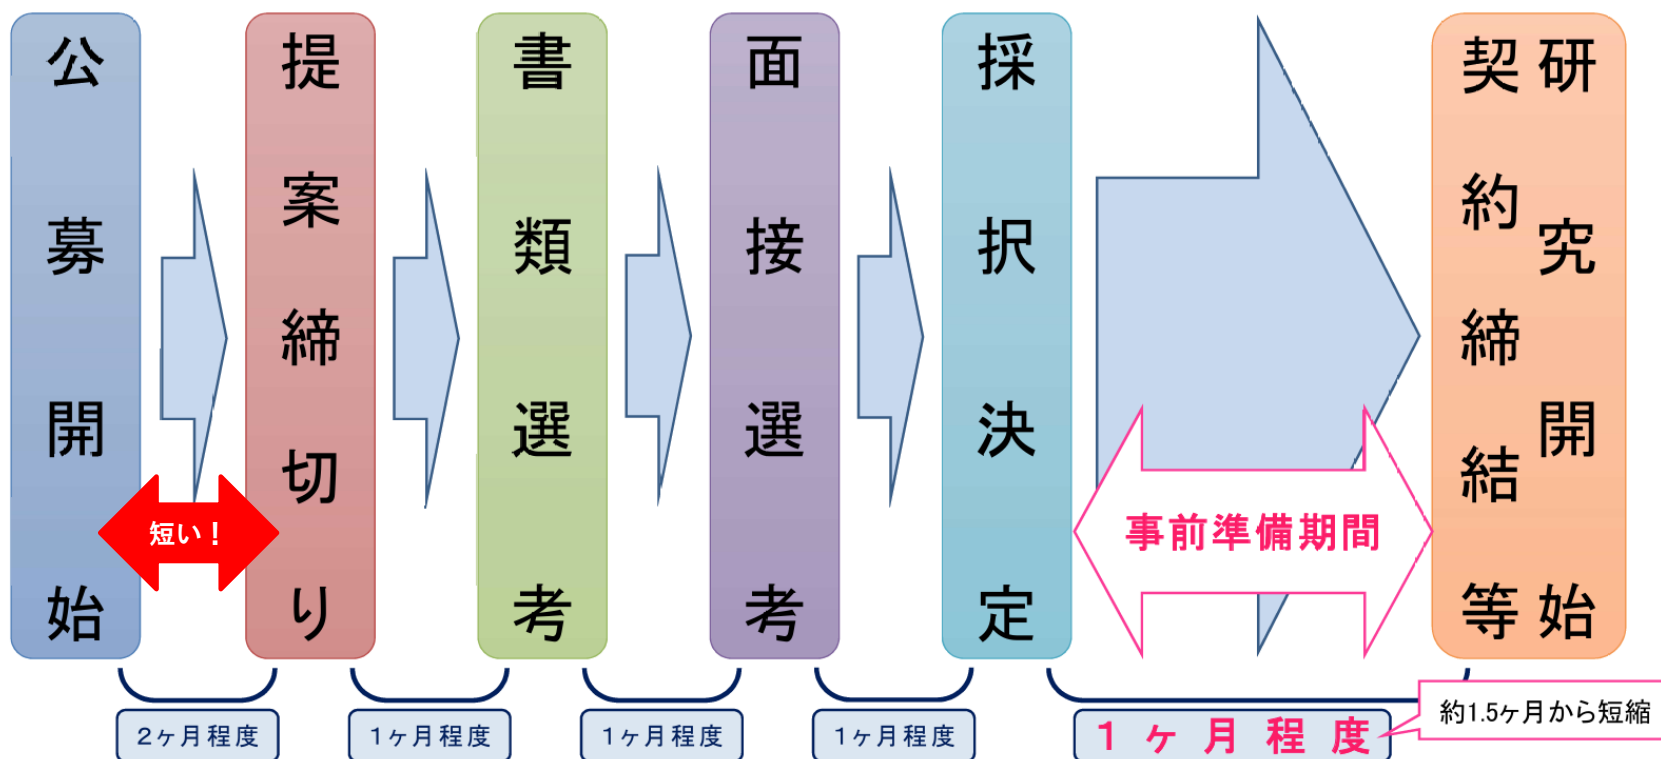 公募開始
提案締切り
書類選考
面接選考
採択決定
研究開始
契約締結等
短い！
事前準備期間
2ヶ月程度
1ヶ月程度
1ヶ月程度
1ヶ月程度
1ヶ月程度
約1.5ヶ月から短縮